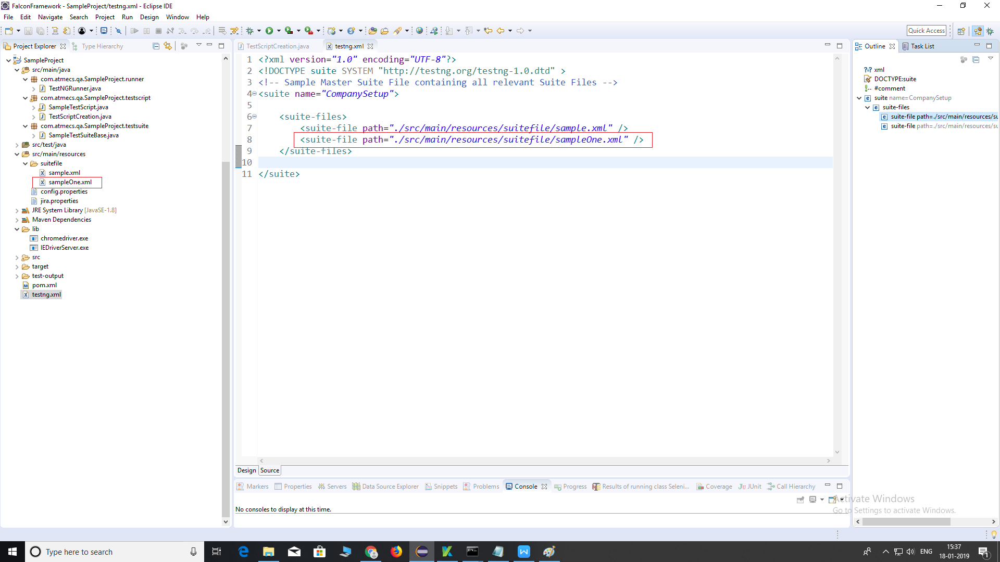 FalconFramework - SampleProject/testng.xml - Eclipse IDE
File Edit Navigate Search Project Run Design Window Help
Quick Access
Project Explorer
Type Hierarchy
SampleProject
src/main/java
com.atmecs.qa.SampleProject.runner
TestNGRunner.java
com.atmecs.qa.SampleProject.testscript
SampleTestScript.java
TestScriptCreation.java
com.atmecs.qa.SampleProject.testsuite
SampleTestSuiteBase.java
src/test/java
src/main/resources
suitefile
sample.xml
sampleOne.xml
config.properties
jira.properties
JRE System Library [JavaSE-1.8]
Maven Dependencies
lib
chromedriver.exe
IEDriverServer.exe
src
target
test-output
pom.xml
testng.xml
TestScriptCreation.java
testng.xml
1 <?xml version="1.0" encoding="UTF-8"?>
2 <!DOCTYPE suite SYSTEM "http://testng.org/testng-1.0.dtd" >
3 <!-- Sample Master Suite File containing all relevant Suite Files -->
4 <suite name="CompanySetup">
5
6 <suite-files>
7 <suite-file path="./src/main/resources/suitefile/sample.xml" />
8 <suite-file path="./src/main/resources/suitefile/sampleOne.xml" />
9 </suite-files>
10
11 </suite>
Design Source
Markers Properties Servers Data Source Explorer Snippets Problems Console Progress Results of running class Seleni... Coverage JUnit Call Hierarchy
No consoles to display at this time.
Outline Task List
xml
DOCTYPE:suite
#comment
suite name=CompanySetup
suite-files
suite-file path=./src/main/resources/su
suite-file path=./src/main/resources/su
Activate Windows
Go to Settings to activate Windows.
Type here to search
ENG
15:37
18-01-2019
1